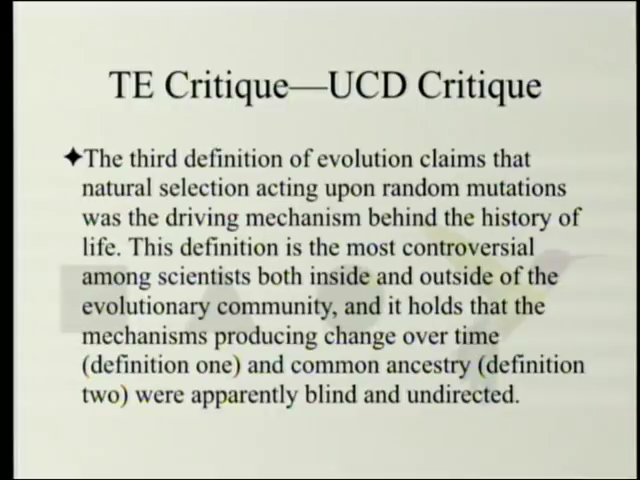 TE Critique—UCD Critique
✦The third definition of evolution claims that
natural selection acting upon random mutations
was the driving mechanism behind the history of
life. This definition is the most controversial
among scientists both inside and outside of the
evolutionary community, and it holds that the
mechanisms producing change over time
(definition one) and common ancestry (definition
two) were apparently blind and undirected.